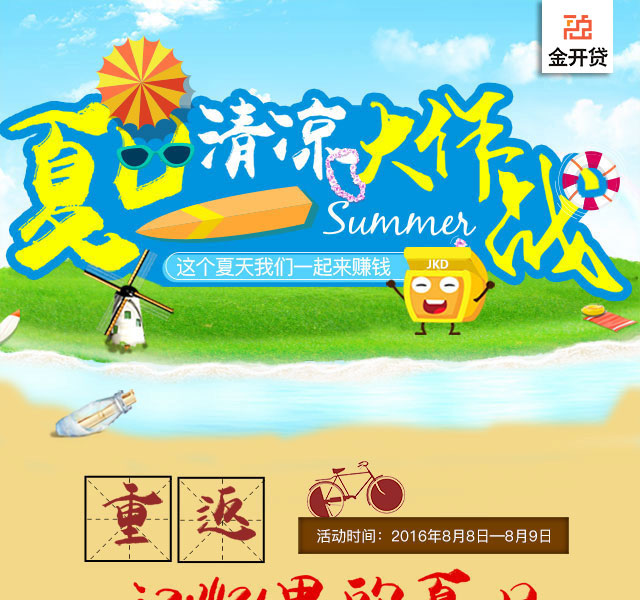 金开贷
夏日清凉大作战
Summer
这个夏天我们一起来赚钱
JKD
重返
活动时间：2016年8月8日—8月9日